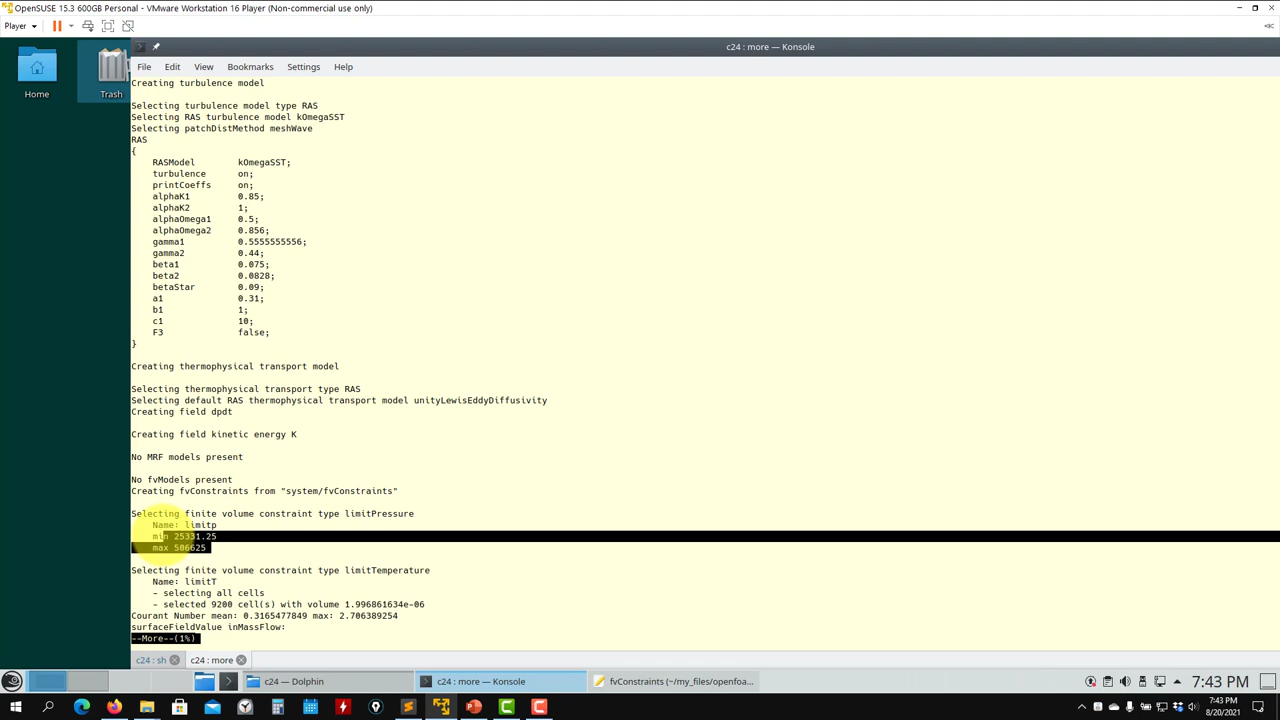 OpenSUSE 15.3 600GB Personal - VMware Workstation 16 Player (Non-commercial use only)
Player
c24 : more — Konsole
File Edit View Bookmarks Settings Help
Home
Trash
Creating turbulence model
Selecting turbulence model type RAS
Selecting RAS turbulence model kOmegaSST
Selecting patchDistMethod meshWave
RAS
{
RASModel kOmegaSST;
turbulence on;
printCoeffs on;
alphaK1 0.85;
alphaK2 1;
alphaOmega1 0.5;
alphaOmega2 0.856;
gamma1 0.5555555556;
gamma2 0.44;
beta1 0.075;
beta2 0.0828;
betaStar 0.09;
a1 0.31;
b1 1;
c1 10;
F3 false;
}
Creating thermophysical transport model
Selecting thermophysical transport type RAS
Selecting default RAS thermophysical transport model unityLewisEddyDiffusivity
Creating field dpdt
Creating field kinetic energy K
No MRF models present
No fvModels present
Creating fvConstraints from "system/fvConstraints"
Selecting finite volume constraint type limitPressure
Name: limitp
min 25331.25
max 506625
Selecting finite volume constraint type limitTemperature
Name: limitT
- selecting all cells
- selected 9200 cell(s) with volume 1.996861634e-06
Courant Number mean: 0.3165477849 max: 2.706389254
surfaceFieldValue inMassFlow:
--More--(1%)
c24 : sh
c24 : more
c24 — Dolphin
c24 : more — Konsole
fvConstraints (~/my_files/openfoa...
7:43 PM
7:43 PM
8/20/2021